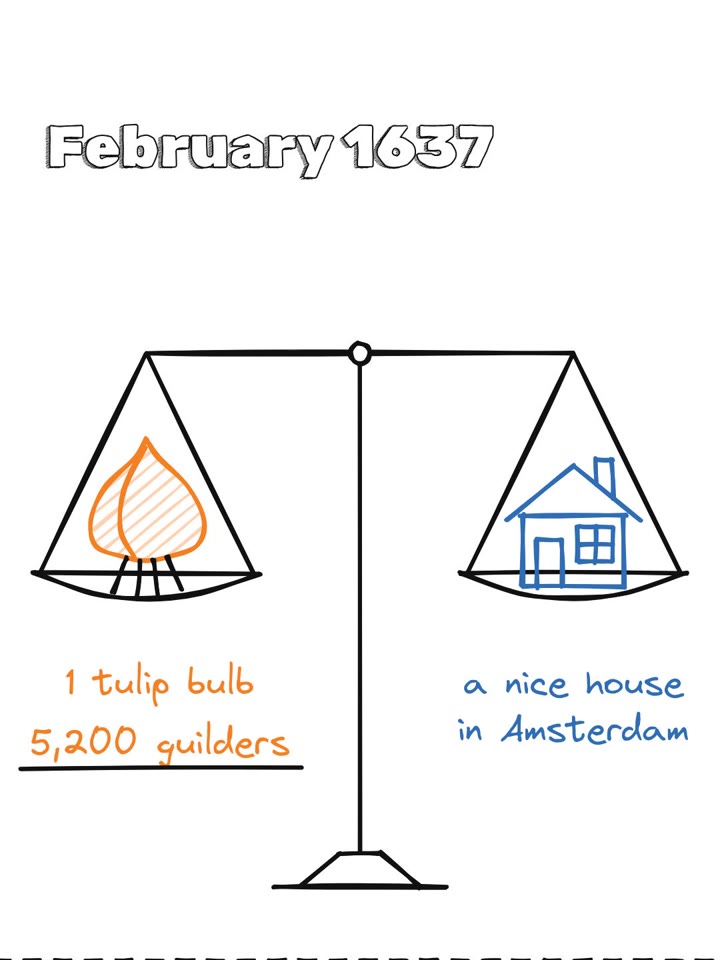 February 1637
1 tulip bulb
5,200 guilders
a nice house
in Amsterdam